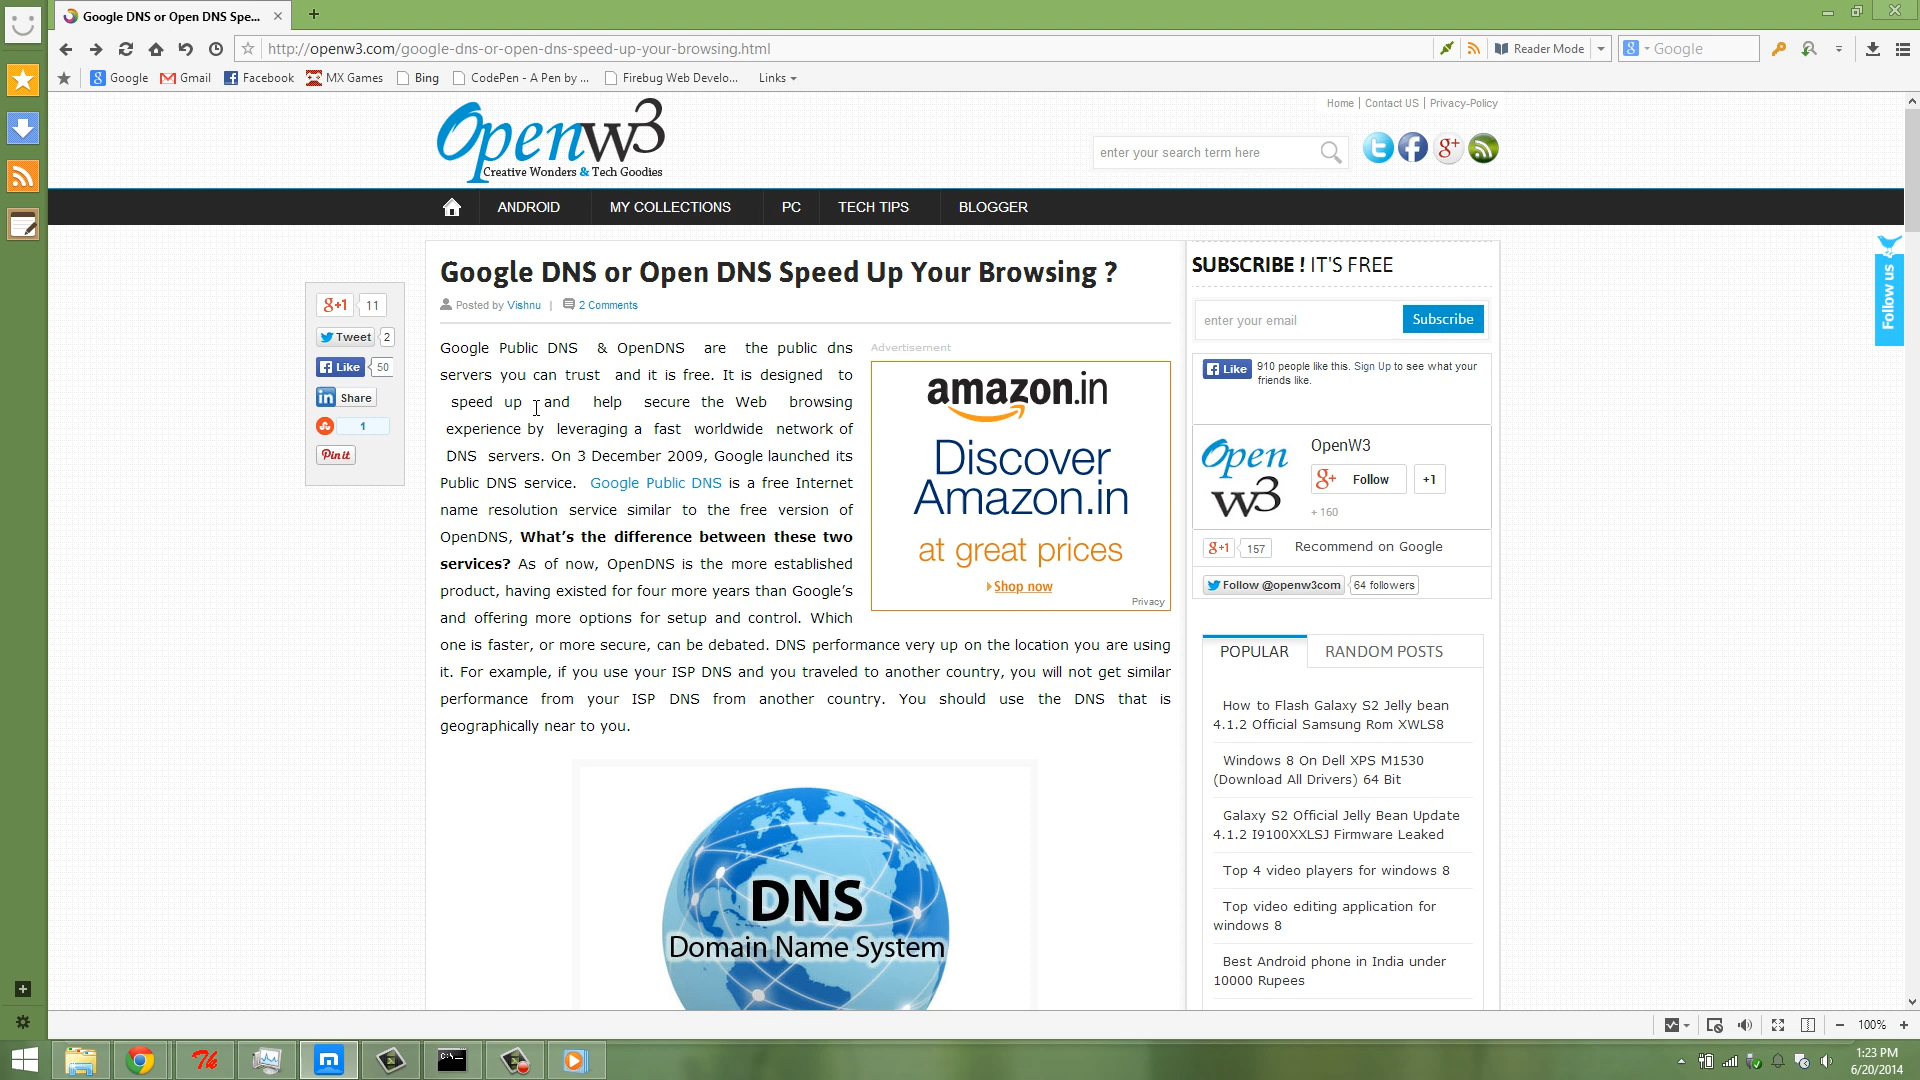 Google DNS or Open DNS Spe...
http://openw3.com/google-dns-or-open-dns-speed-up-your-browsing.html
Reader Mode
Google
Google
Gmail
Facebook
MX Games
Bing
CodePen - A Pen by ...
Firebug Web Develo...
Links
Openw3
Creative Wonders & Tech Goodies
Home | Contact US | Privacy-Policy
enter your search term here
ANDROID
MY COLLECTIONS
PC
TECH TIPS
BLOGGER
Google DNS or Open DNS Speed Up Your Browsing ?
Posted by Vishnu | 2 Comments
g+1 11
Tweet 2
Like 50
Share
1
Pin it
Google Public DNS & OpenDNS are the public dns
servers you can trust and it is free. It is designed to
speed up and help secure the Web browsing
experience by leveraging a fast worldwide network of
DNS servers. On 3 December 2009, Google launched its
Public DNS service. Google Public DNS is a free Internet
name resolution service similar to the free version of
OpenDNS, What's the difference between these two
services? As of now, OpenDNS is the more established
product, having existed for four more years than Google's
and offering more options for setup and control. Which
one is faster, or more secure, can be debated. DNS performance very up on the location you are using
it. For example, if you use your ISP DNS and you traveled to another country, you will not get similar
performance from your ISP DNS from another country. You should use the DNS that is
geographically near to you.
Advertisement
amazon.in
Discover
Amazon.in
at great prices
Shop now
Privacy
DNS
Domain Name System
SUBSCRIBE ! IT'S FREE
enter your email
Subscribe
Like
910 people like this. Sign Up to see what your
friends like.
Open
w3
OpenW3
g+ Follow
+1
+ 160
g+1 157 Recommend on Google
Follow @openw3com 64 followers
POPULAR
RANDOM POSTS
How to Flash Galaxy S2 Jelly bean
4.1.2 Official Samsung Rom XWLS8
Windows 8 On Dell XPS M1530
(Download All Drivers) 64 Bit
Galaxy S2 Official Jelly Bean Update
4.1.2 I9100XXLSJ Firmware Leaked
Top 4 video players for windows 8
Top video editing application for
windows 8
Best Android phone in India under
10000 Rupees
Follow us
100%
1:23 PM
6/20/2014